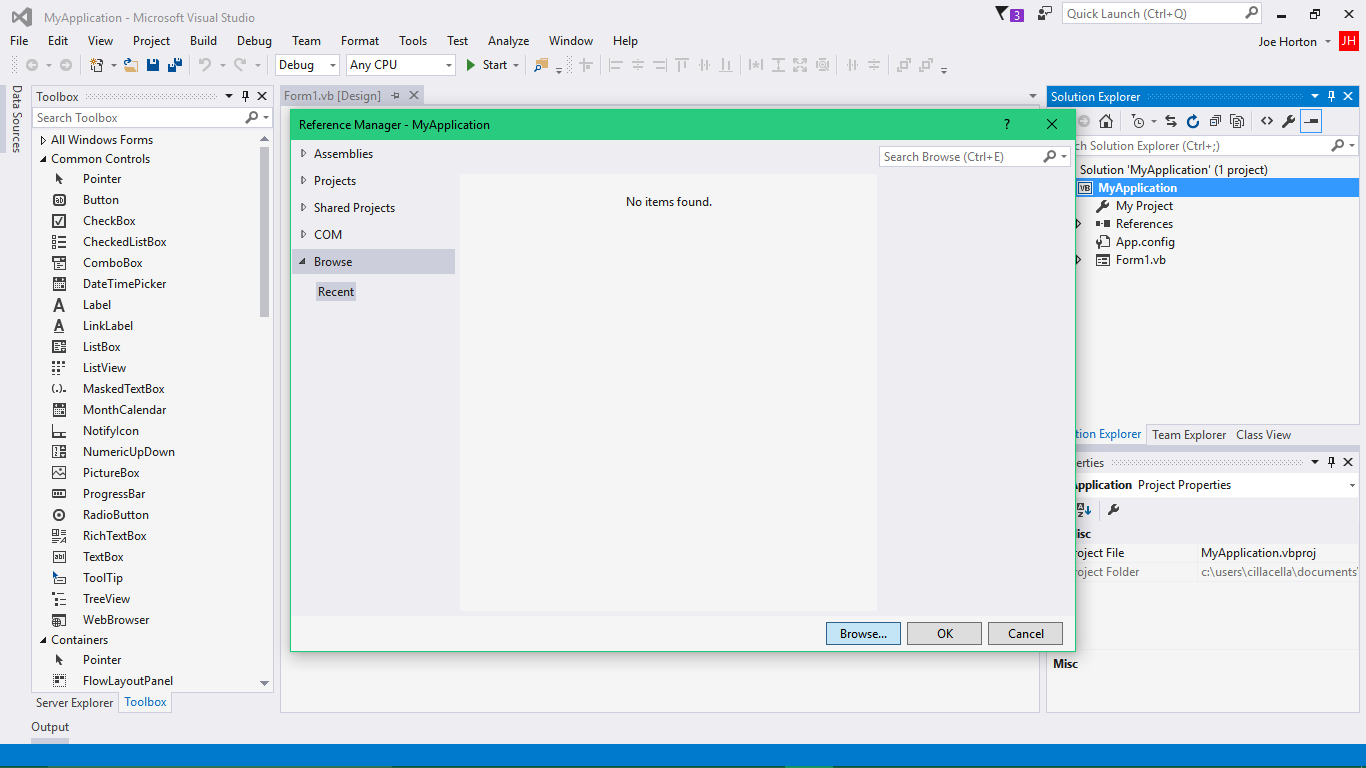 MyApplication - Microsoft Visual Studio
3
Quick Launch (Ctrl+Q)
File Edit View Project Build Debug Team Format Tools Test Analyze Window Help
Joe Horton JH
Debug Any CPU Start
Data Sources
Toolbox
Search Toolbox
All Windows Forms
Common Controls
Pointer
Button
CheckBox
CheckedListBox
ComboBox
DateTimePicker
Label
LinkLabel
ListBox
ListView
MaskedTextBox
MonthCalendar
NotifyIcon
NumericUpDown
PictureBox
ProgressBar
RadioButton
RichTextBox
TextBox
ToolTip
TreeView
WebBrowser
Containers
Pointer
FlowLayoutPanel
Server Explorer Toolbox
Output
Form1.vb [Design]
Reference Manager - MyApplication
?
Assemblies
Projects
Shared Projects
COM
Browse
Recent
No items found.
Search Browse (Ctrl+E)
Browse...
OK
Cancel
Solution Explorer
ch Solution Explorer (Ctrl+;)
Solution 'MyApplication' (1 project)
VB MyApplication
My Project
References
App.config
Form1.vb
tion Explorer Team Explorer Class View
erties
Application Project Properties
isc
roject File MyApplication.vbproj
roject Folder c:\users\cillacella\documents\
Misc